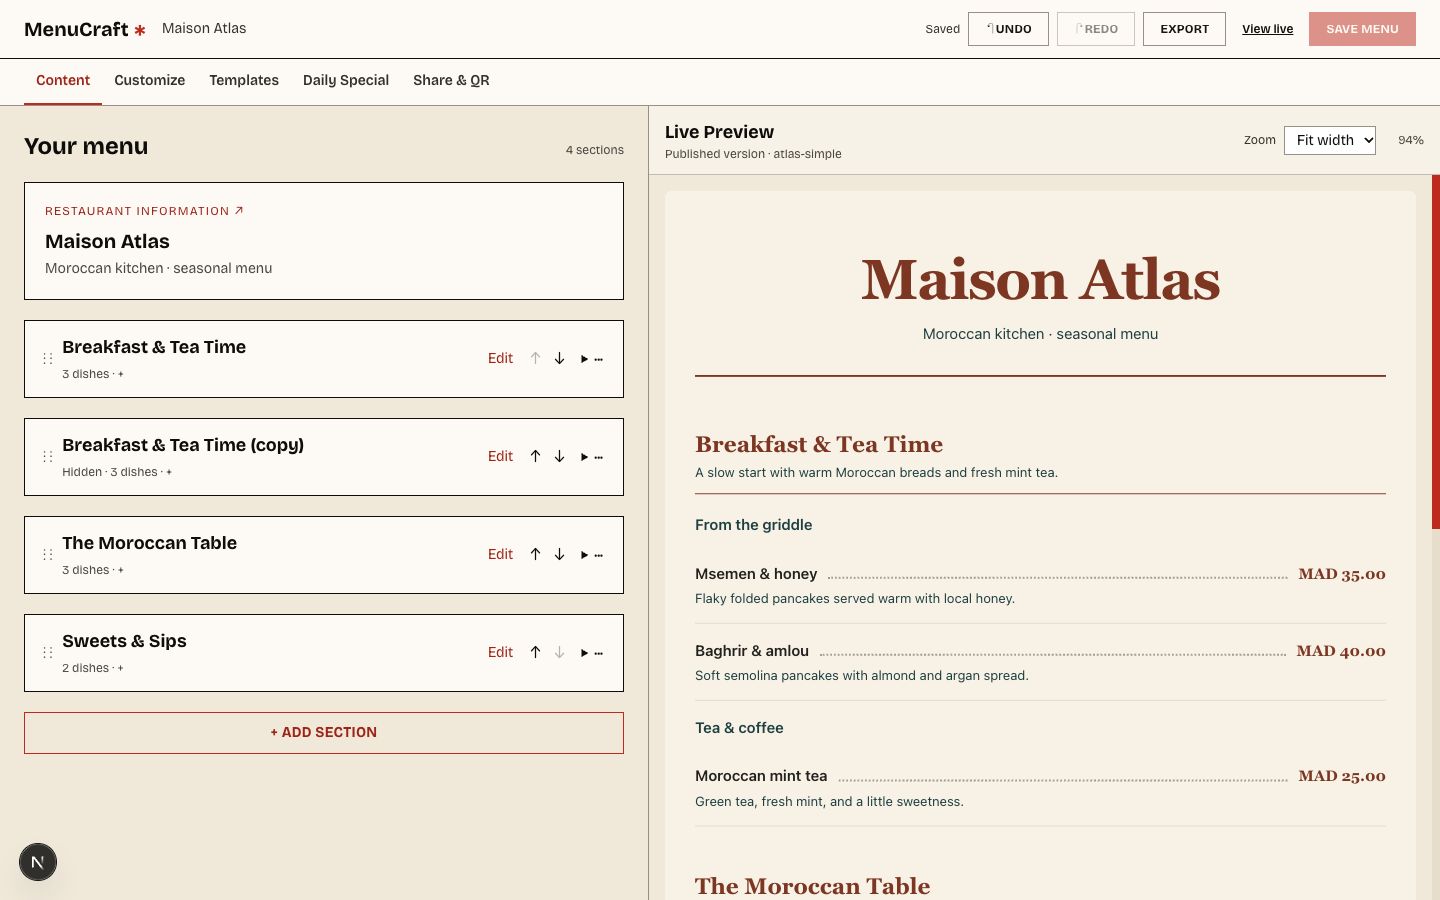 MenuCraft *
Maison Atlas
Saved
UNDO
REDO
EXPORT
View live
SAVE MENU
Content
Customize
Templates
Daily Special
Share & QR
Your menu
4 sections
RESTAURANT INFORMATION ↗
Maison Atlas
Moroccan kitchen · seasonal menu
Breakfast & Tea Time
3 dishes · +
Edit ↑ ↓ ▶ ···
Breakfast & Tea Time (copy)
Hidden · 3 dishes · +
Edit ↑ ↓ ▶ ···
The Moroccan Table
3 dishes · +
Edit ↑ ↓ ▶ ···
Sweets & Sips
2 dishes · +
Edit ↑ ↓ ▶ ···
+ ADD SECTION
N
Live Preview
Published version · atlas-simple
Zoom
Fit width
94%
Maison Atlas
Moroccan kitchen · seasonal menu
Breakfast & Tea Time
A slow start with warm Moroccan breads and fresh mint tea.
From the griddle
Msemen & honey MAD 35.00
Flaky folded pancakes served warm with local honey.
Baghrir & amlou MAD 40.00
Soft semolina pancakes with almond and argan spread.
Tea & coffee
Moroccan mint tea MAD 25.00
Green tea, fresh mint, and a little sweetness.
The Moroccan Table